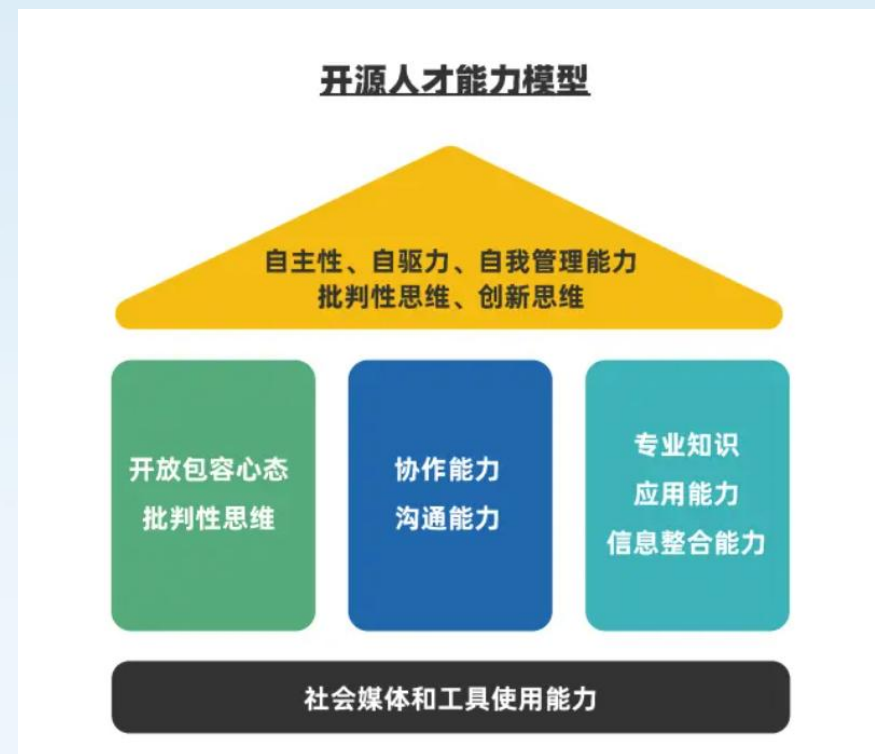 开源人才能力模型
自主性、自驱力、自我管理能力
批判性思维、创新思维
开放包容心态
批判性思维
协作能力
沟通能力
专业知识
应用能力
信息整合能力
社会媒体和工具使用能力